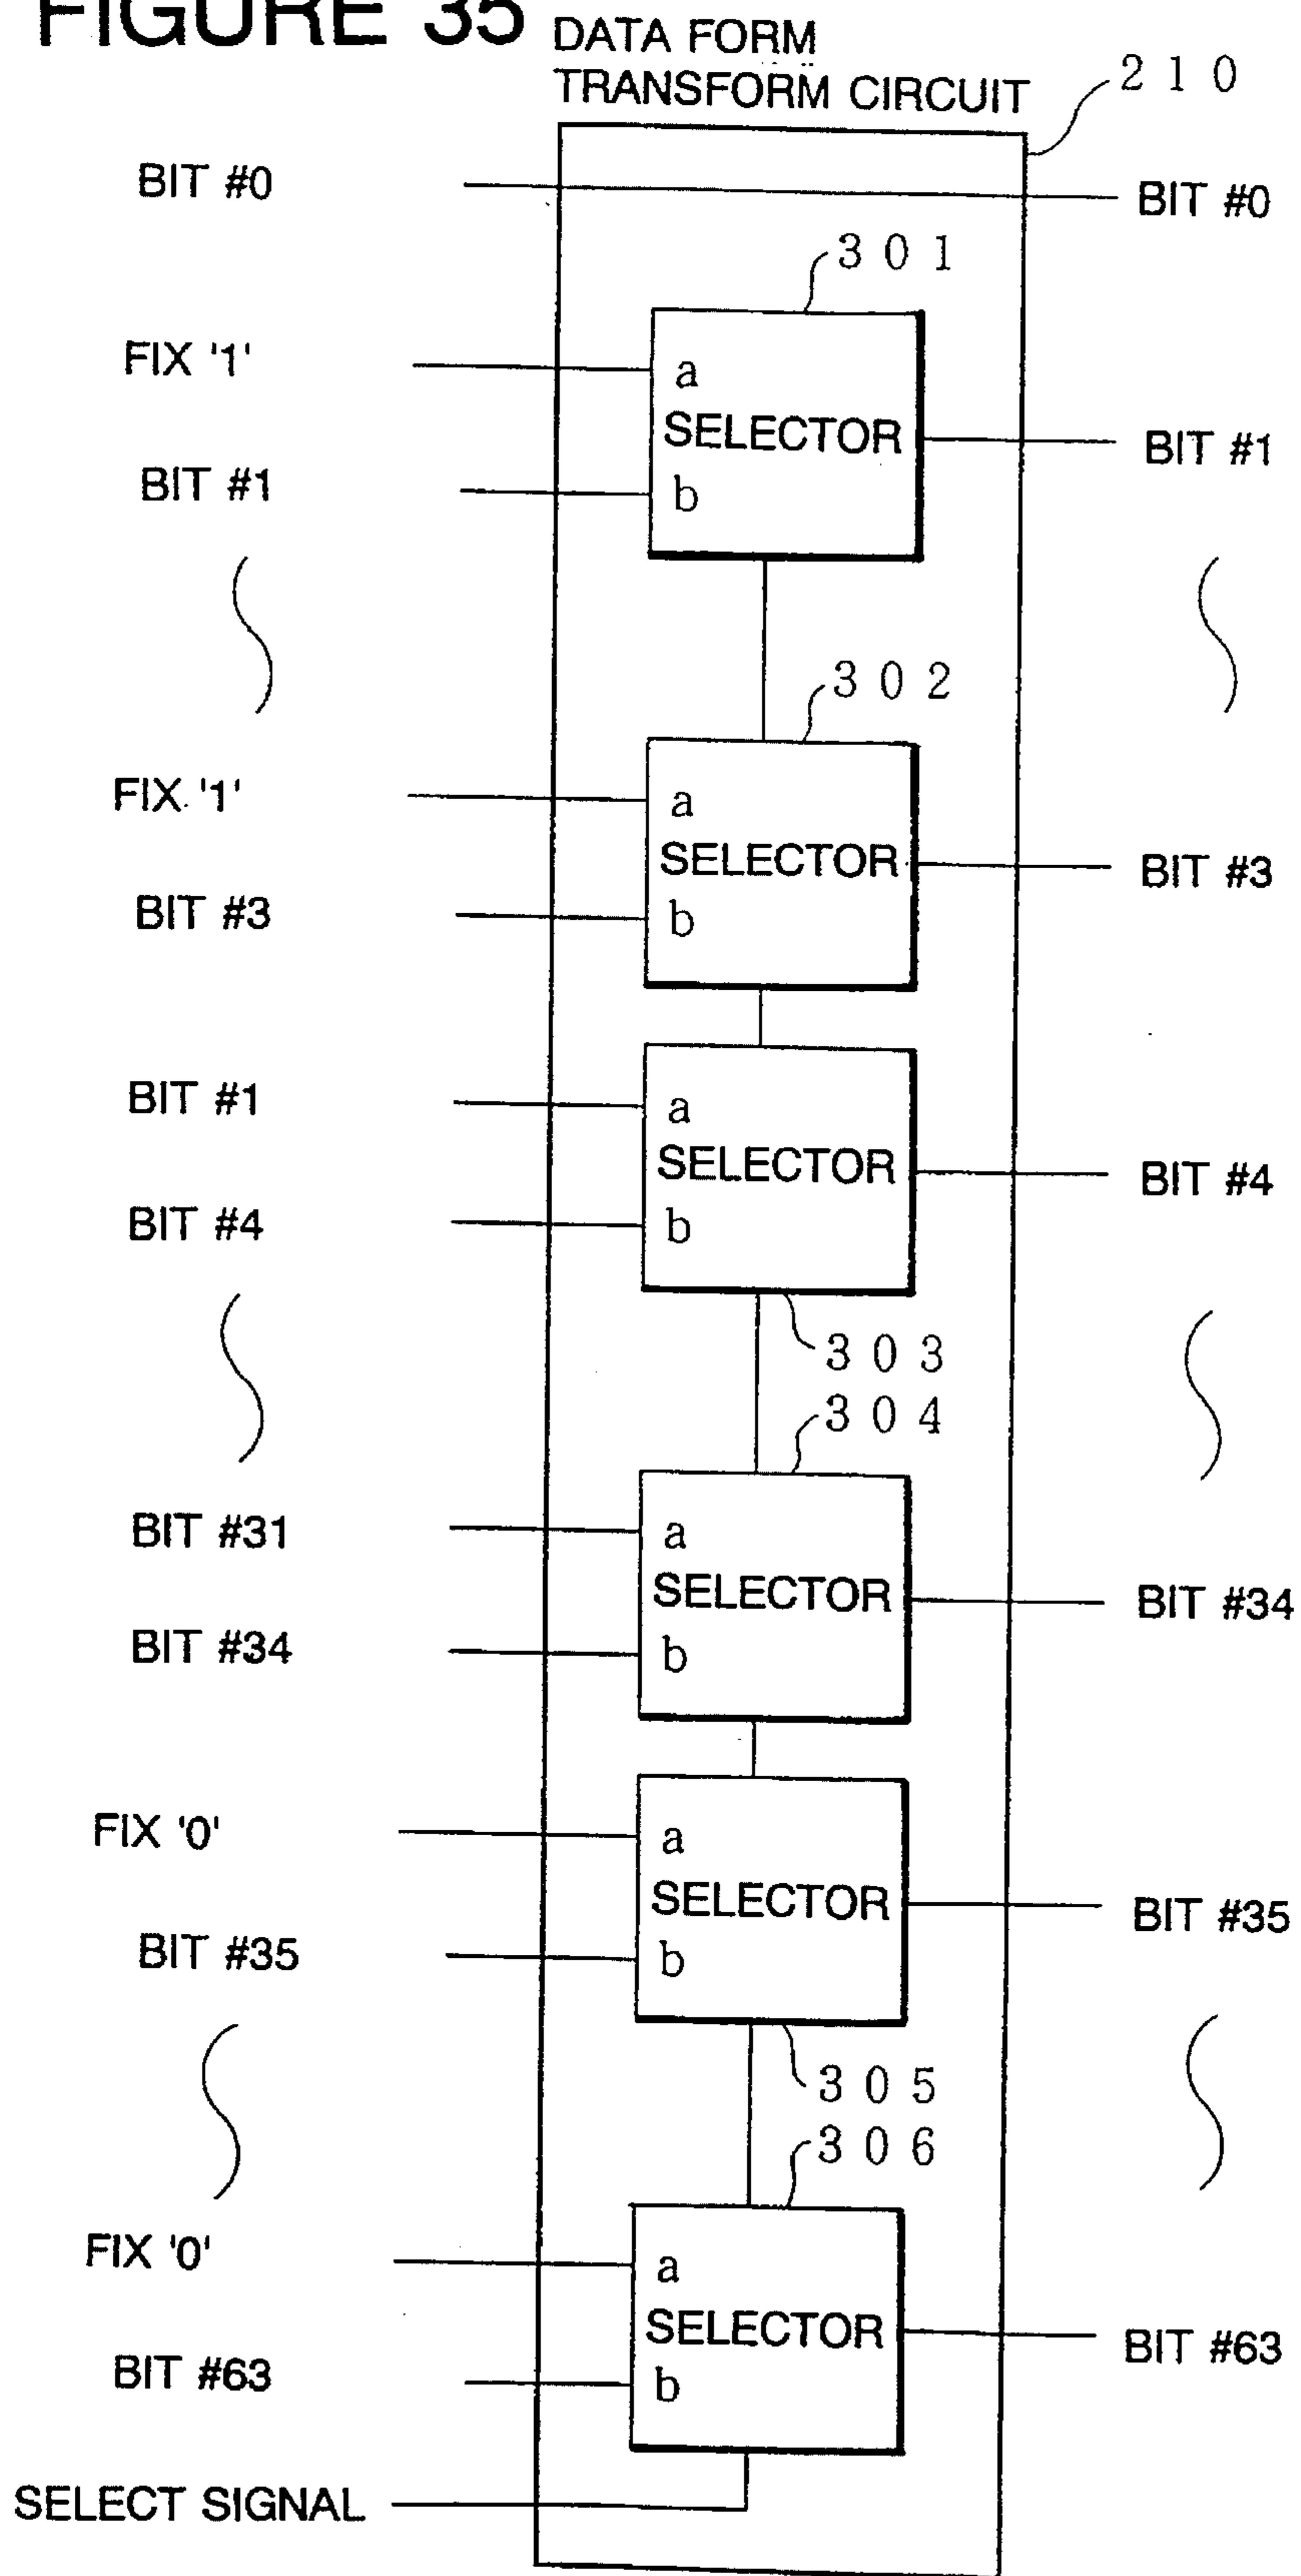 FIGURE 35
DATA FORM
TRANSFORM CIRCUIT
210
BIT #0
BIT #0
301
FIX '1'
a
SELECTOR
BIT #1
BIT #1
b
302
FIX '1'
a
SELECTOR
BIT #3
BIT #3
b
BIT #1
a
SELECTOR
BIT #4
BIT #4
b
303
304
BIT #31
a
SELECTOR
BIT #34
BIT #34
b
FIX '0'
a
SELECTOR
BIT #35
BIT #35
b
305
306
FIX '0'
a
SELECTOR
BIT #63
BIT #63
b
SELECT SIGNAL